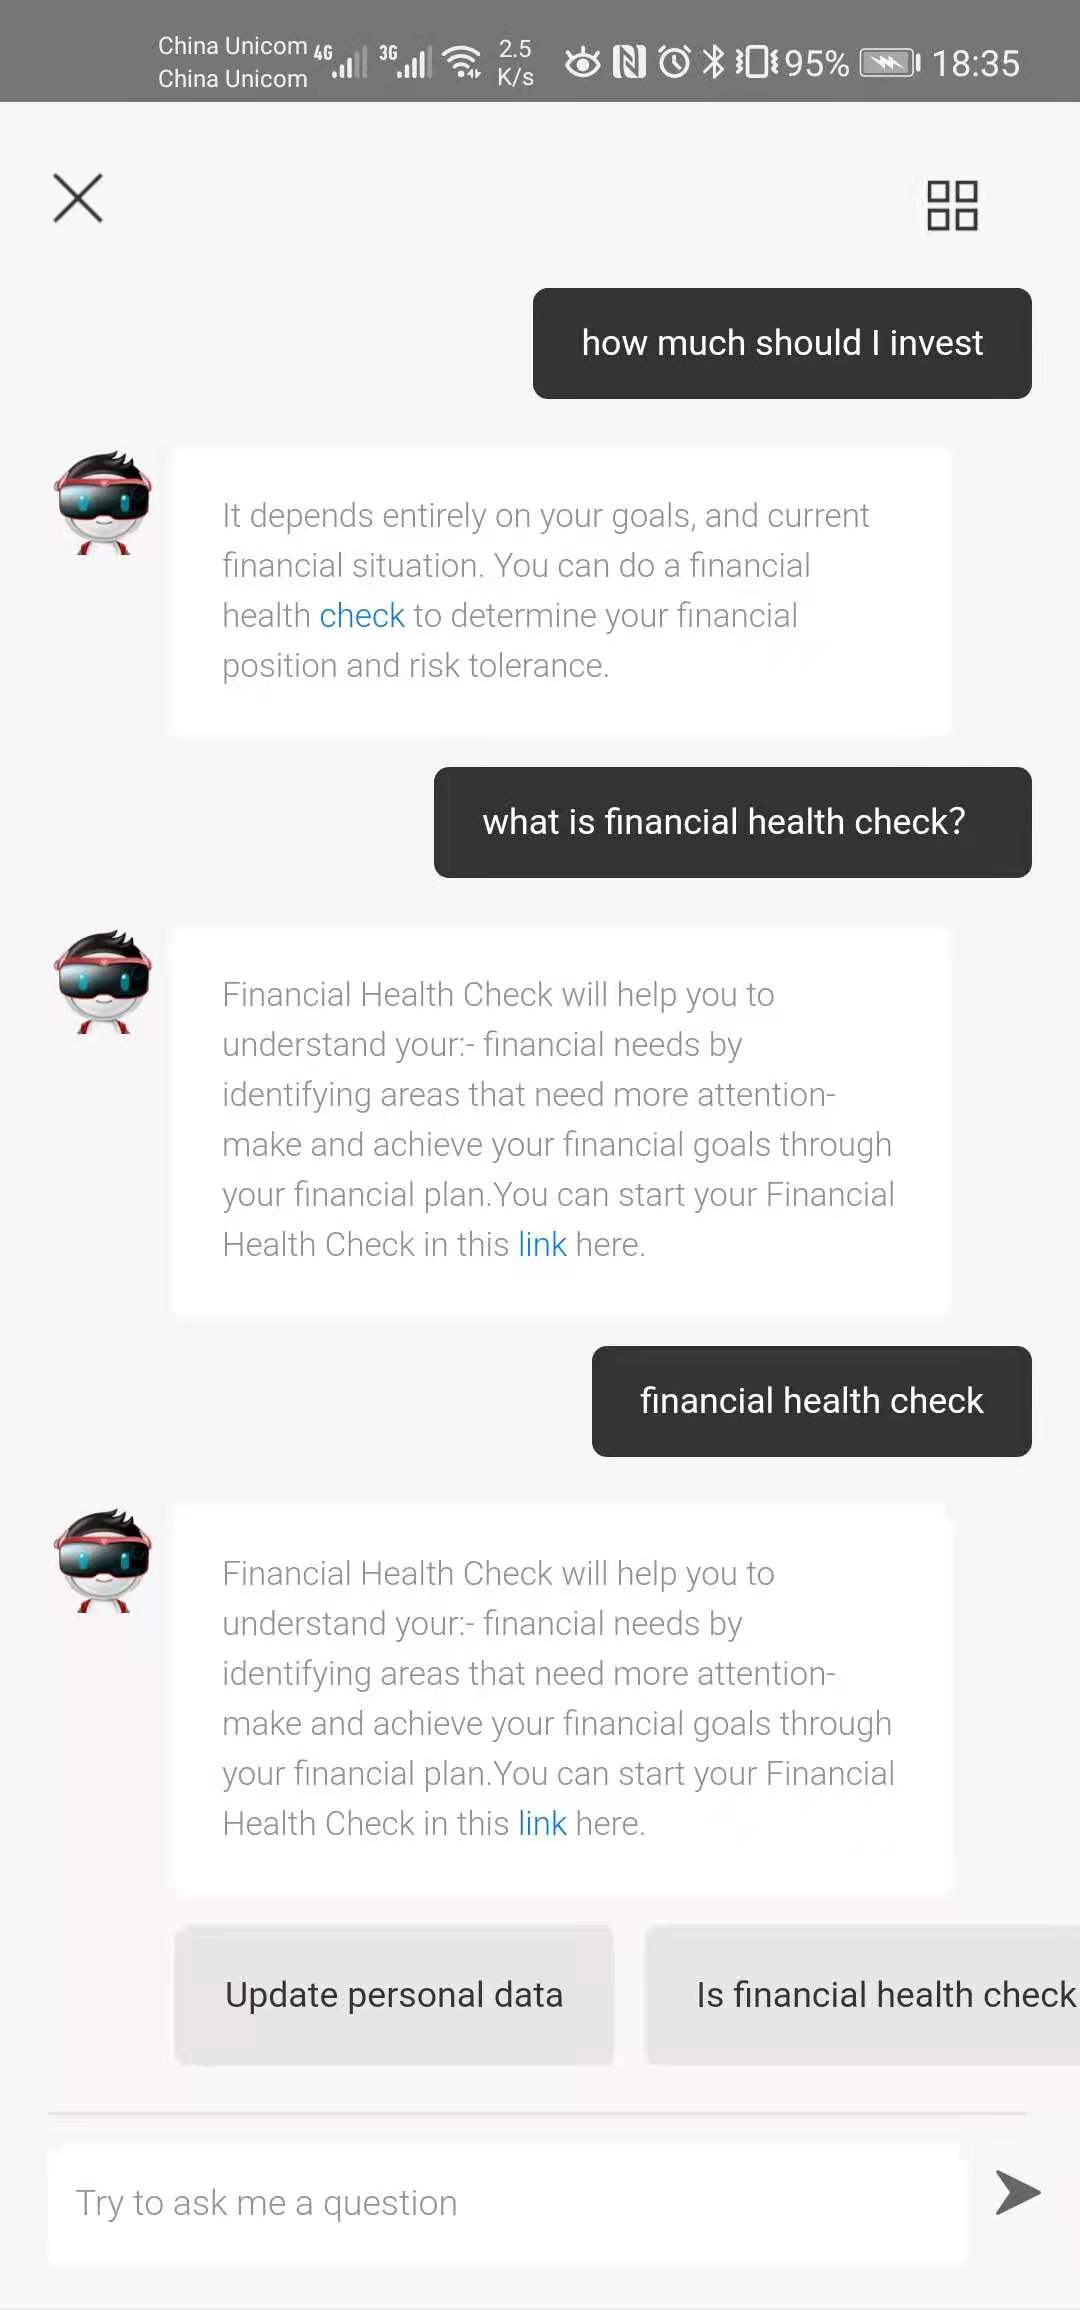 China Unicom 4G 3G 2.5 95% 18:35
China Unicom K/s
how much should I invest
It depends entirely on your goals, and current
financial situation. You can do a financial
health check to determine your financial
position and risk tolerance.
what is financial health check?
Financial Health Check will help you to
understand your:- financial needs by
identifying areas that need more attention-
make and achieve your financial goals through
your financial plan.You can start your Financial
Health Check in this link here.
financial health check
Financial Health Check will help you to
understand your:- financial needs by
identifying areas that need more attention-
make and achieve your financial goals through
your financial plan.You can start your Financial
Health Check in this link here.
Update personal data
Is financial health check
Try to ask me a question